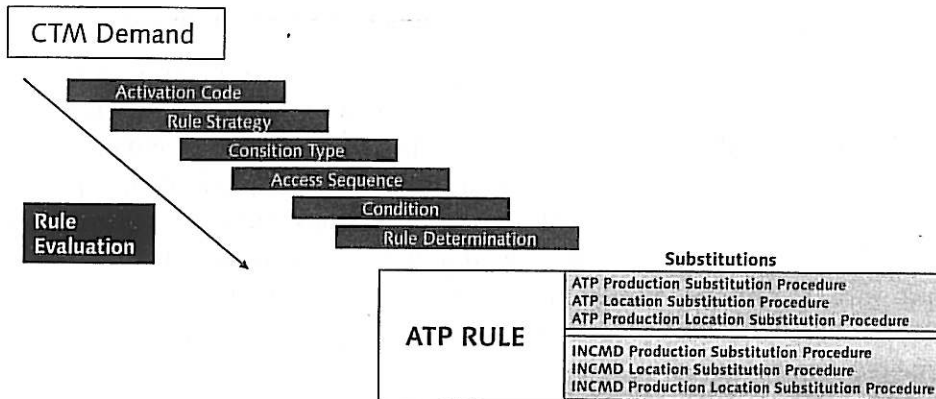 CTM Demand
Activation Code
Rule Strategy
Consition Type
Access Sequence
Condition
Rule Determination
Rule
Evaluation
Substitutions
ATP RULE
ATP Production Substitution Procedure
ATP Location Substitution Procedure
ATP Production Location Substitution Procedure
INCMD Production Substitution Procedure
INCMD Location Substitution Procedure
INCMD Production Location Substitution Procedure